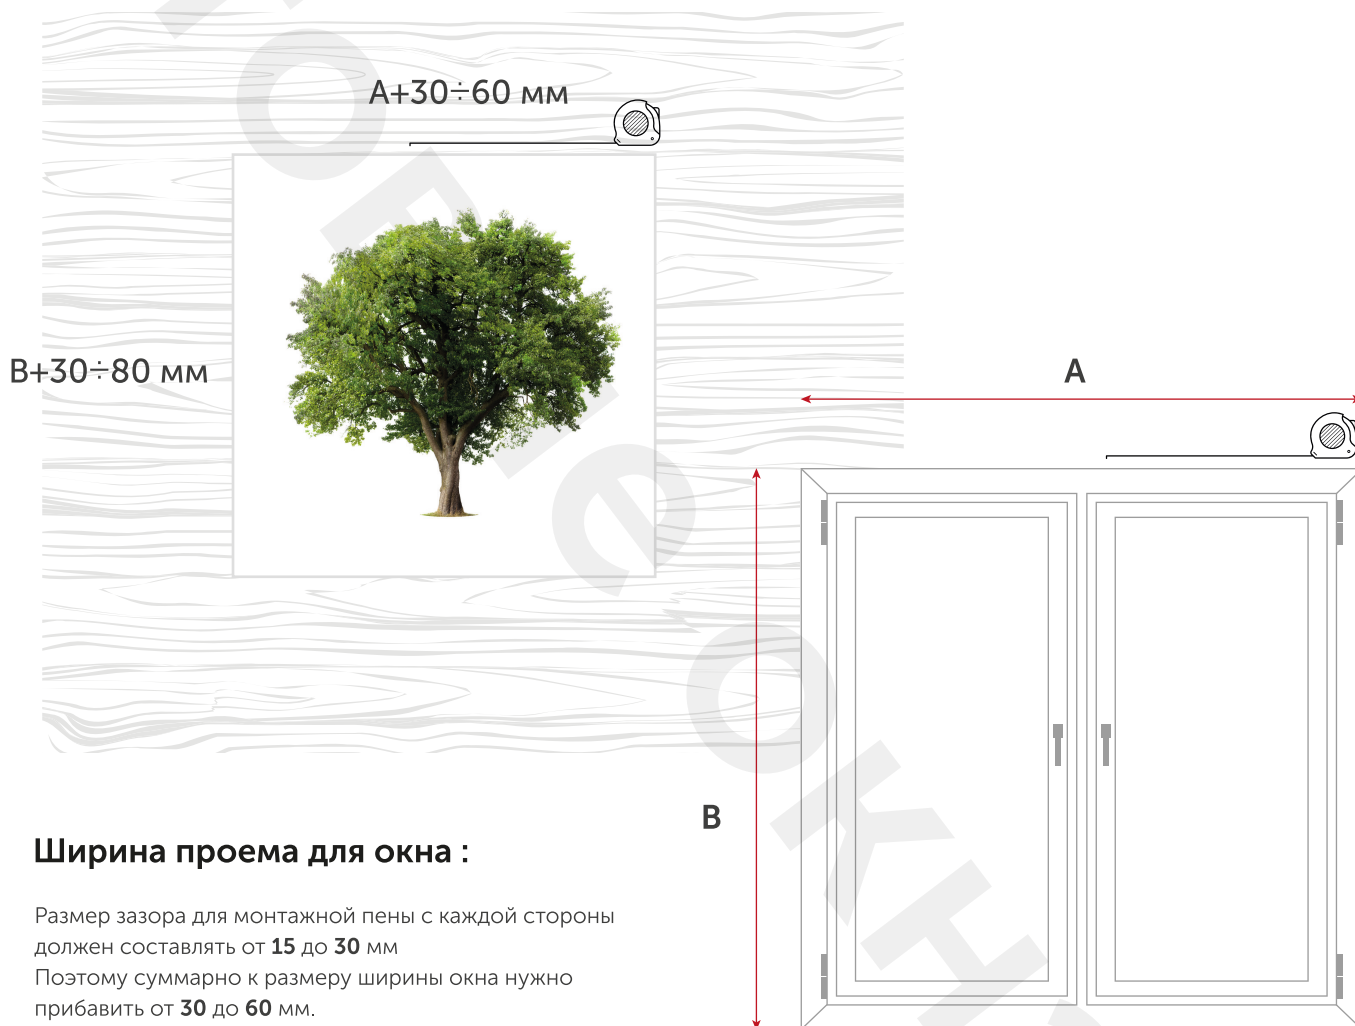 A+30÷60 мм
B+30÷80 мм
A
B
Ширина проема для окна :
Размер зазора для монтажной пены с каждой стороны
должен составлять от 15 до 30 мм
Поэтому суммарно к размеру ширины окна нужно
прибавить от 30 до 60 мм.